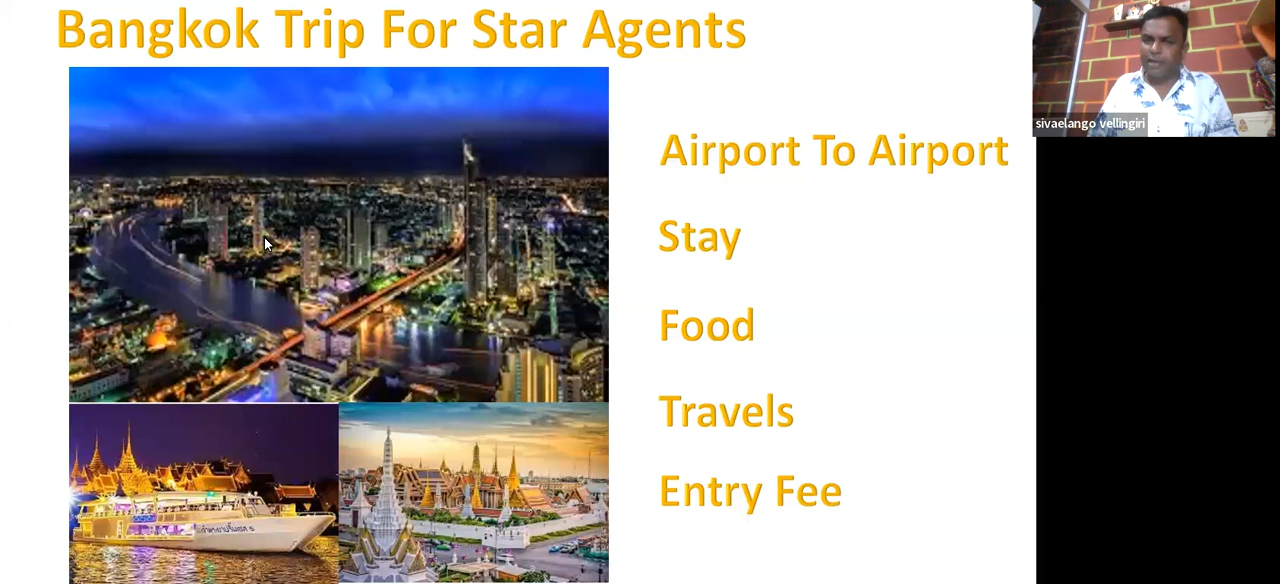 Bangkok Trip For Star Agents
sivaelango vellingiri
Airport To Airport
Stay
Food
Travels
Entry Fee